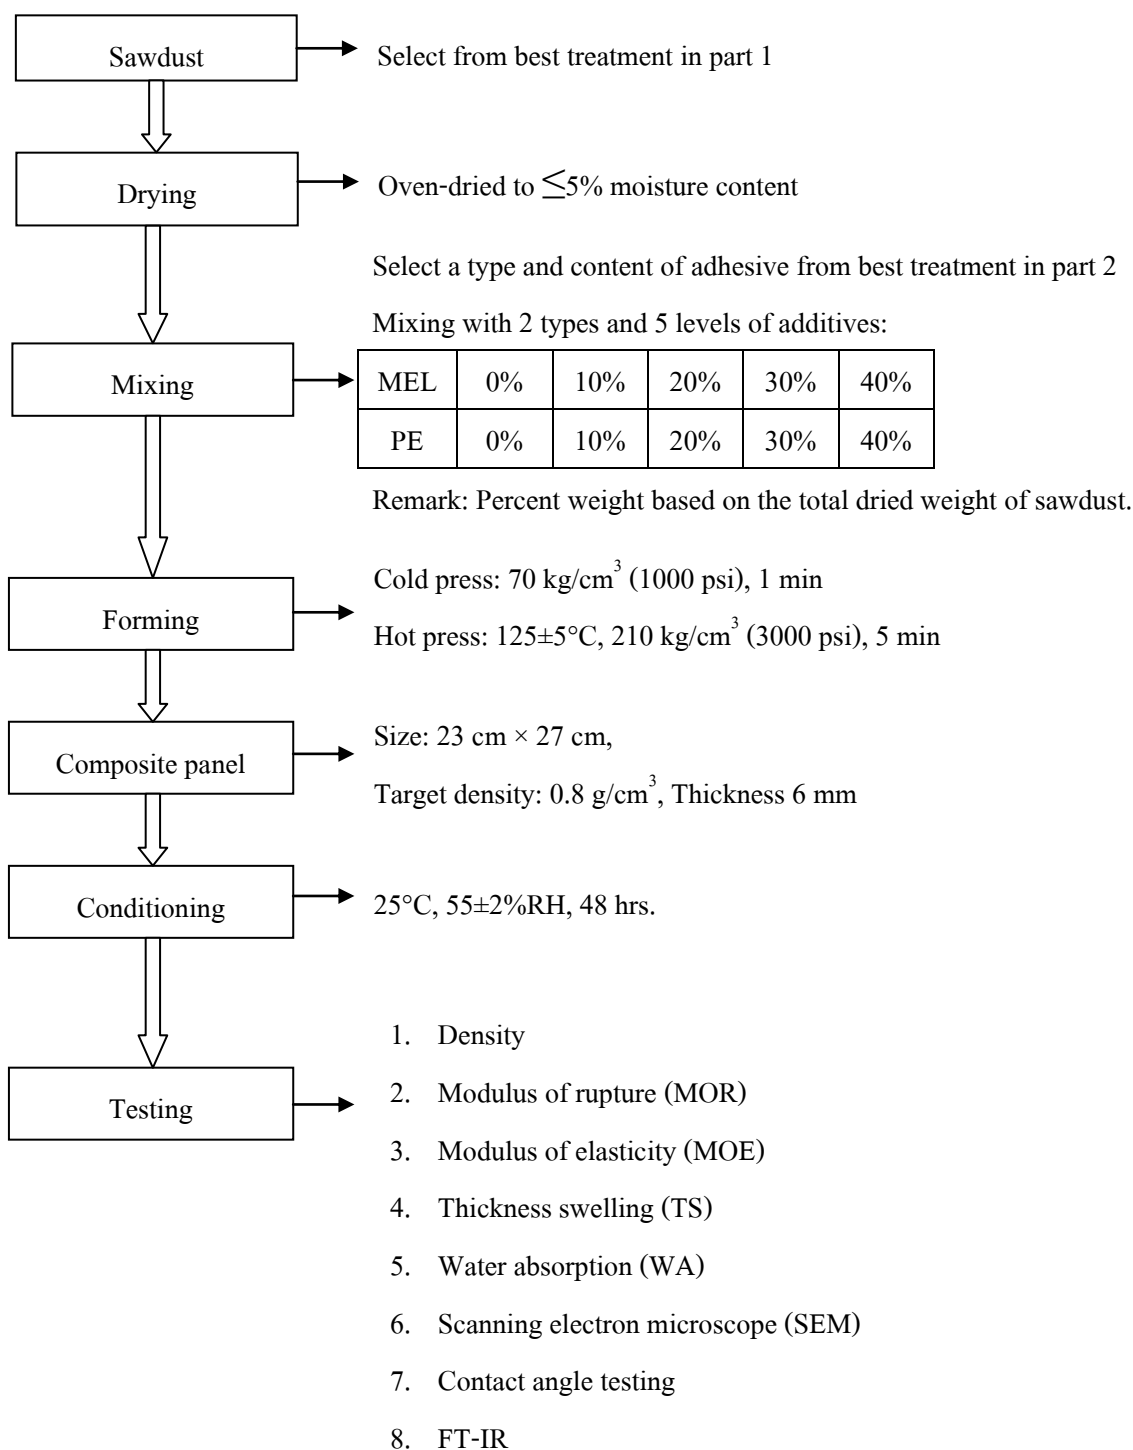 Sawdust
Select from best treatment in part 1
Drying
Oven-dried to ≤5% moisture content
Select a type and content of adhesive from best treatment in part 2
Mixing with 2 types and 5 levels of additives:
Mixing
MEL 0% 10% 20% 30% 40%
PE 0% 10% 20% 30% 40%
Remark: Percent weight based on the total dried weight of sawdust.
Forming
Cold press: 70 kg/cm³ (1000 psi), 1 min
Hot press: 125±5°C, 210 kg/cm³ (3000 psi), 5 min
Composite panel
Size: 23 cm × 27 cm,
Target density: 0.8 g/cm³, Thickness 6 mm
Conditioning
25°C, 55±2%RH, 48 hrs.
Testing
1. Density
2. Modulus of rupture (MOR)
3. Modulus of elasticity (MOE)
4. Thickness swelling (TS)
5. Water absorption (WA)
6. Scanning electron microscope (SEM)
7. Contact angle testing
8. FT-IR